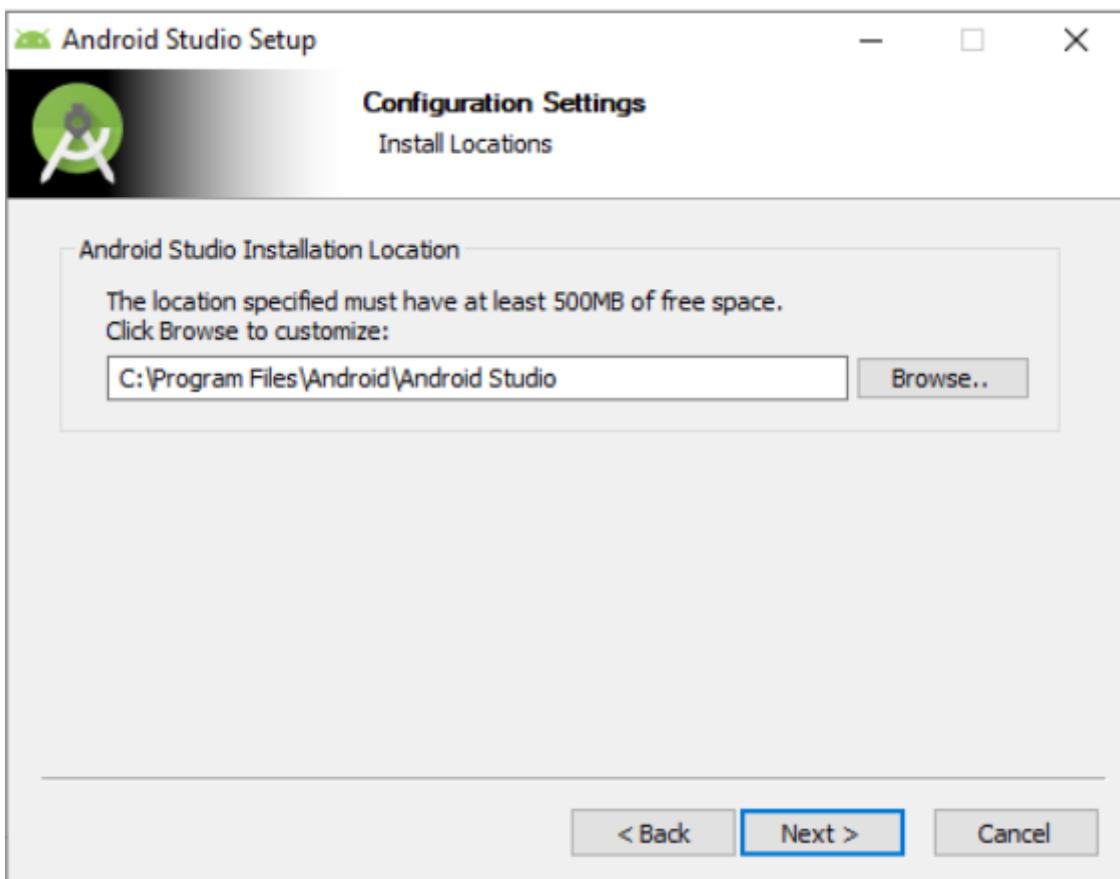 Android Studio Setup
Configuration Settings
Install Locations
Android Studio Installation Location
The location specified must have at least 500MB of free space.
Click Browse to customize:
C:\Program Files\Android\Android Studio
Browse..
< Back
Next >
Cancel